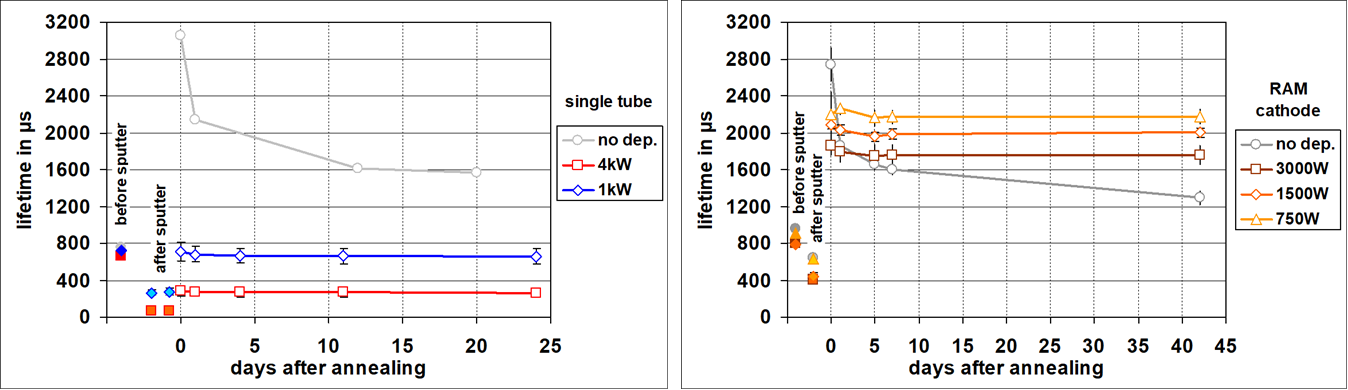 3200
2800
2400
2000
1600
1200
800
400
0
lifetime in µs
before sputter
after sputter
0 5 10 15 20 25
days after annealing
single tube
no dep.
4kW
1kW
3200
2800
2400
2000
1600
1200
800
400
0
lifetime in µs
before sputter
after sputter
0 5 10 15 20 25 30 35 40 45
days after annealing
RAM
cathode
no dep.
3000W
1500W
750W